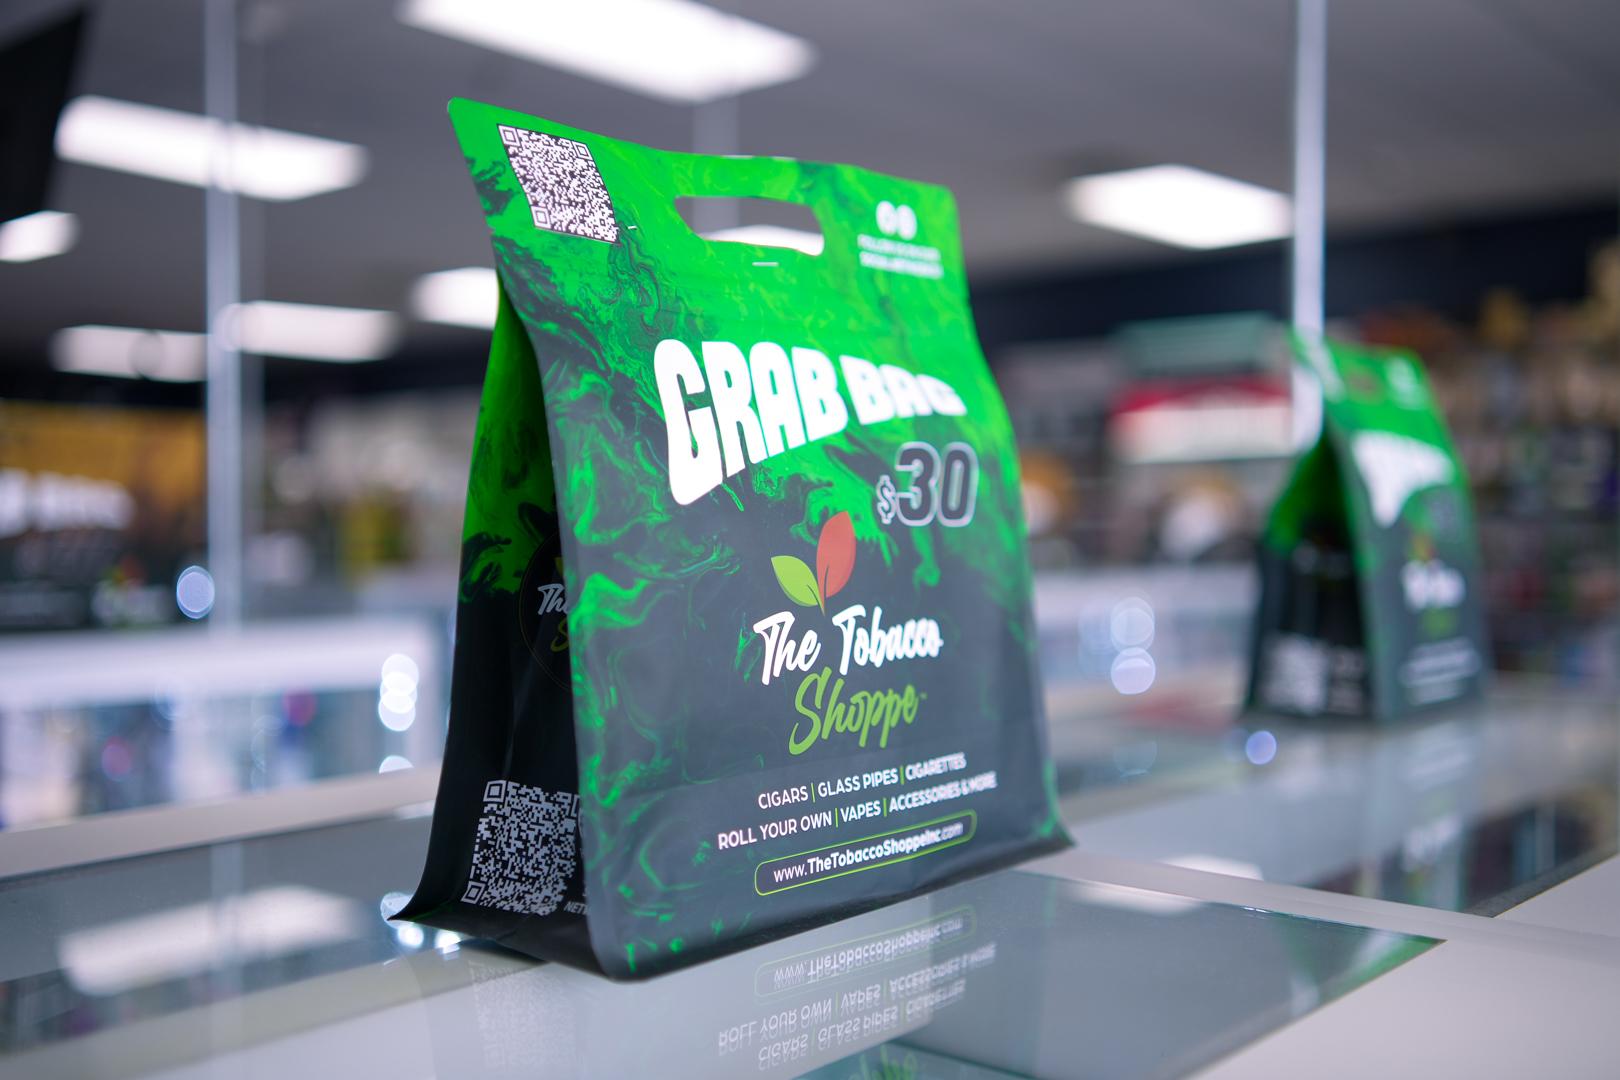 GRAB BAG
$30
The Tobacco
Shoppe
CIGARS | GLASS PIPES | CIGARETTES
ROLL YOUR OWN | VAPES | ACCESSORIES & MORE
www.TheTobaccoShoppeInc.com
The